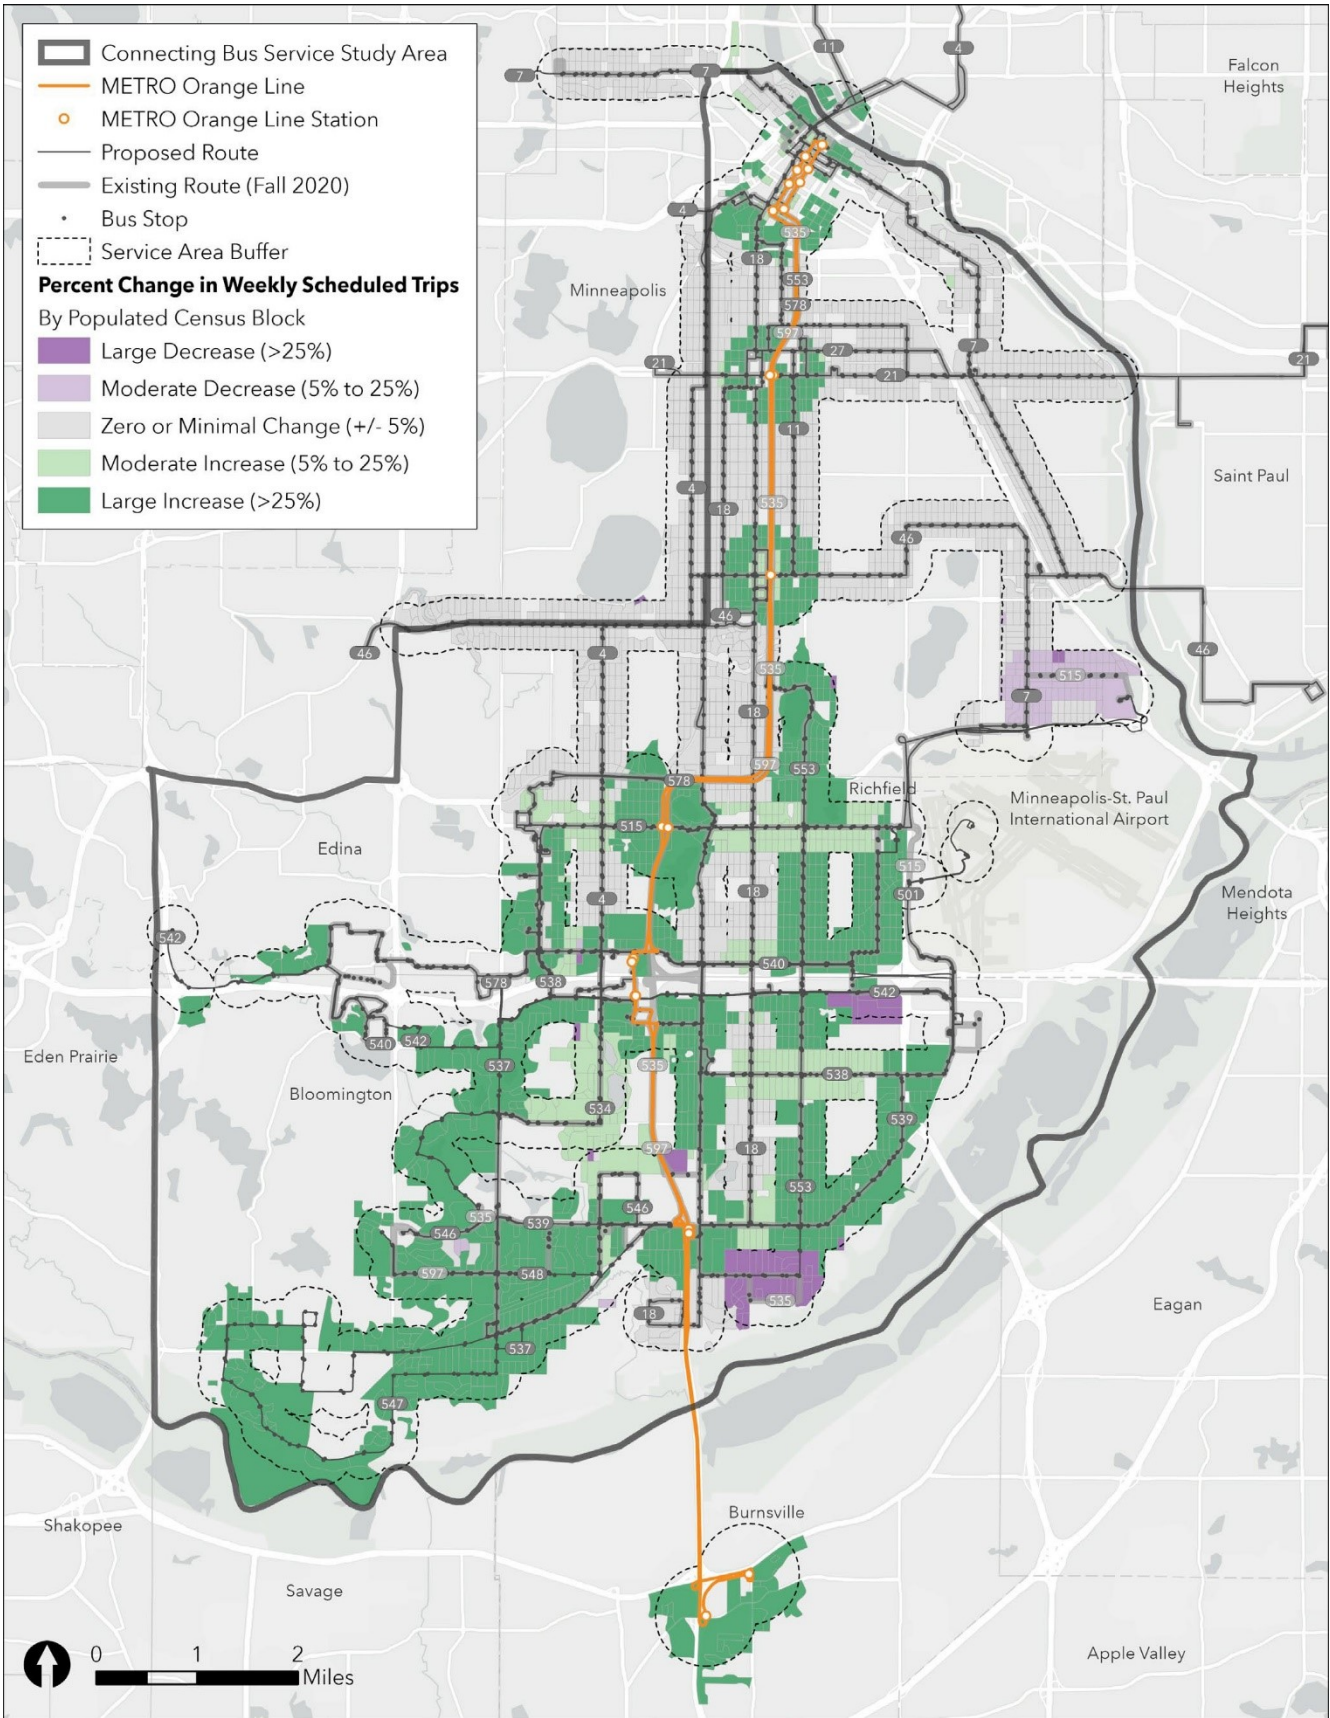 Connecting Bus Service Study Area
METRO Orange Line
METRO Orange Line Station
Proposed Route
Existing Route (Fall 2020)
Bus Stop
Service Area Buffer
Percent Change in Weekly Scheduled Trips
By Populated Census Block
Large Decrease (>25%)
Moderate Decrease (5% to 25%)
Zero or Minimal Change (+/- 5%)
Moderate Increase (5% to 25%)
Large Increase (>25%)
11
4
7
7
Falcon
Heights
4
535
18
553
Minneapolis
578
597
27
7
21
21
21
11
4
18
535
Saint Paul
46
46
46
4
535
46
515
7
18
597
553
578
Richfield
Minneapolis-St. Paul
International Airport
515
Edina
515
18
4
501
Mendota
Heights
542
540
578
538
542
Eden Prairie
540
542
537
535
538
Bloomington
534
539
597
18
553
546
535
539
546
597
548
535
18
Eagan
537
547
Burnsville
Shakopee
Savage
0 1 2
Miles
Apple Valley